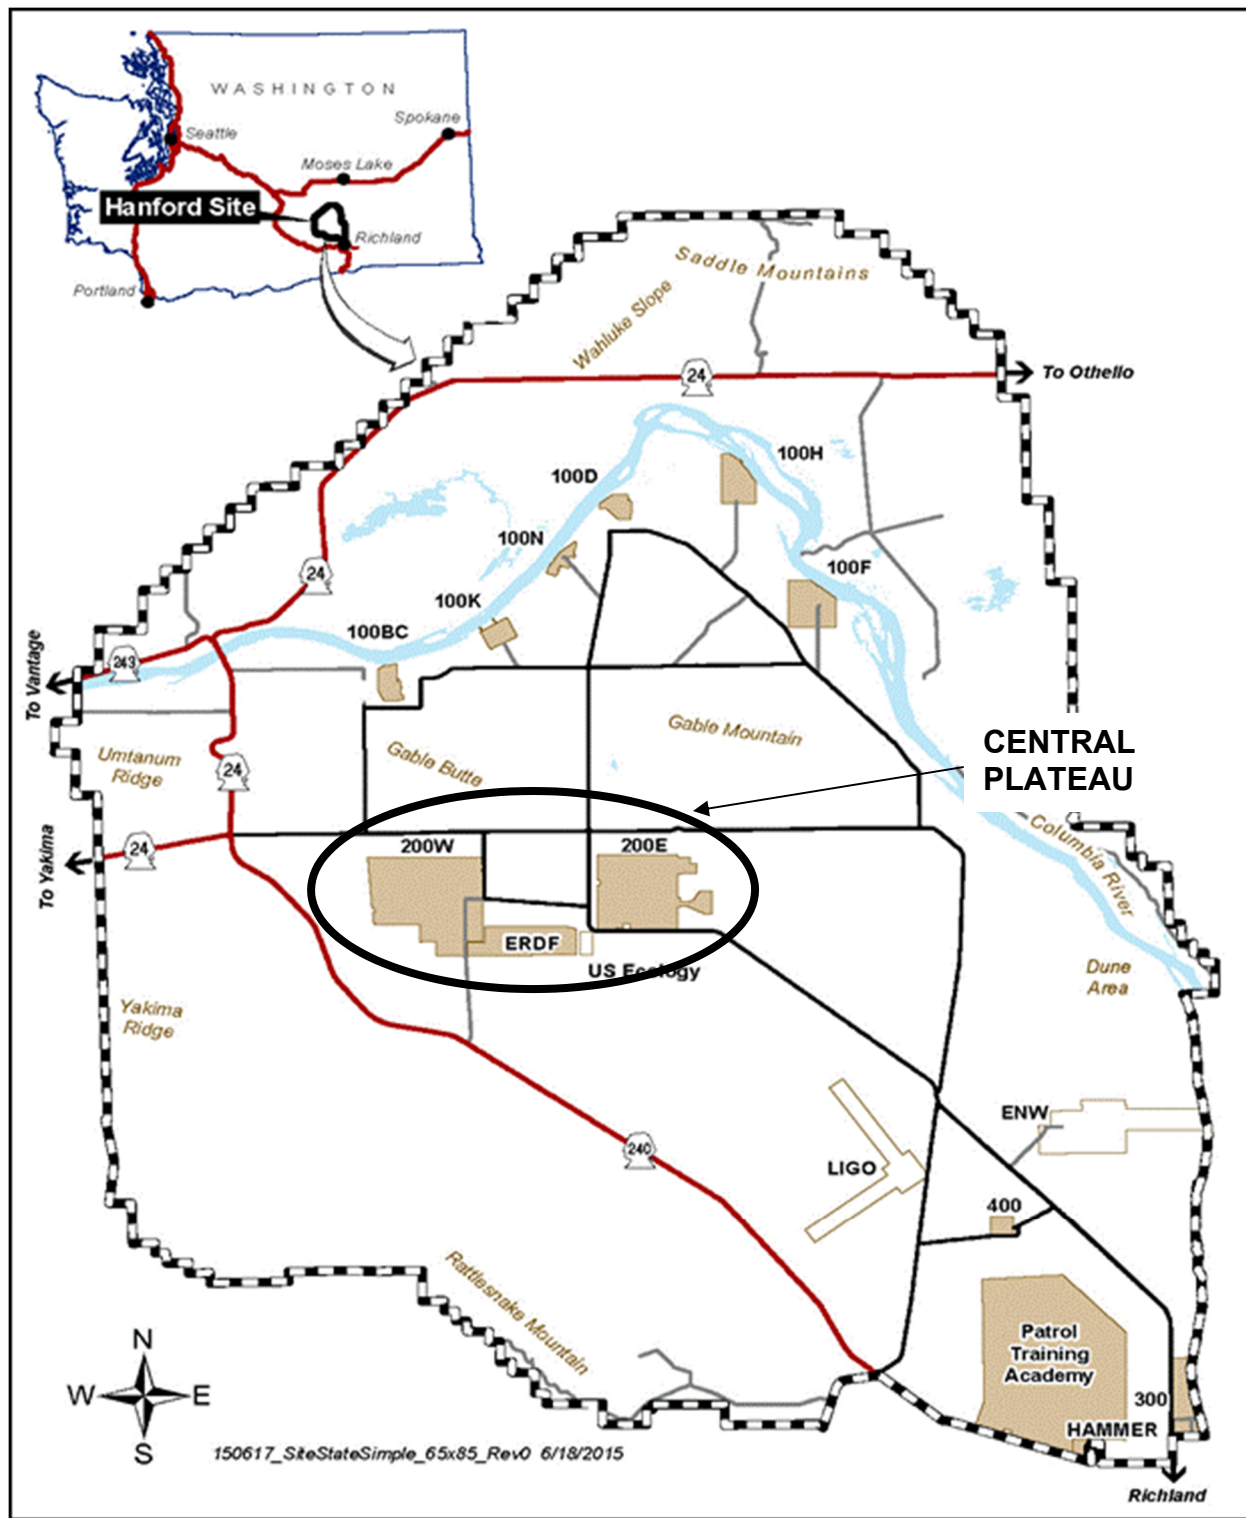 WASHINGTON
Seattle
Spokane
Moses Lake
Hanford Site
Richland
Portland
Saddle Mountains
Wahluke Slope
24
To Othello
100H
100D
100N
24
100F
100K
100BC
243
To Vantage
Gable Mountain
CENTRAL
PLATEAU
Umtanum
Ridge
Gable Butte
24
Columbia River
24
To Yakima
200W
200E
ERDF
US Ecology
Dune
Area
Yakima
Ridge
ENW
240
LIGO
400
Rattlesnake Mountain
Patrol
Training
Academy
N
W
E
S
300
HAMMER
150617_SiteStateSimple_65x85_Rev0 6/18/2015
Richland